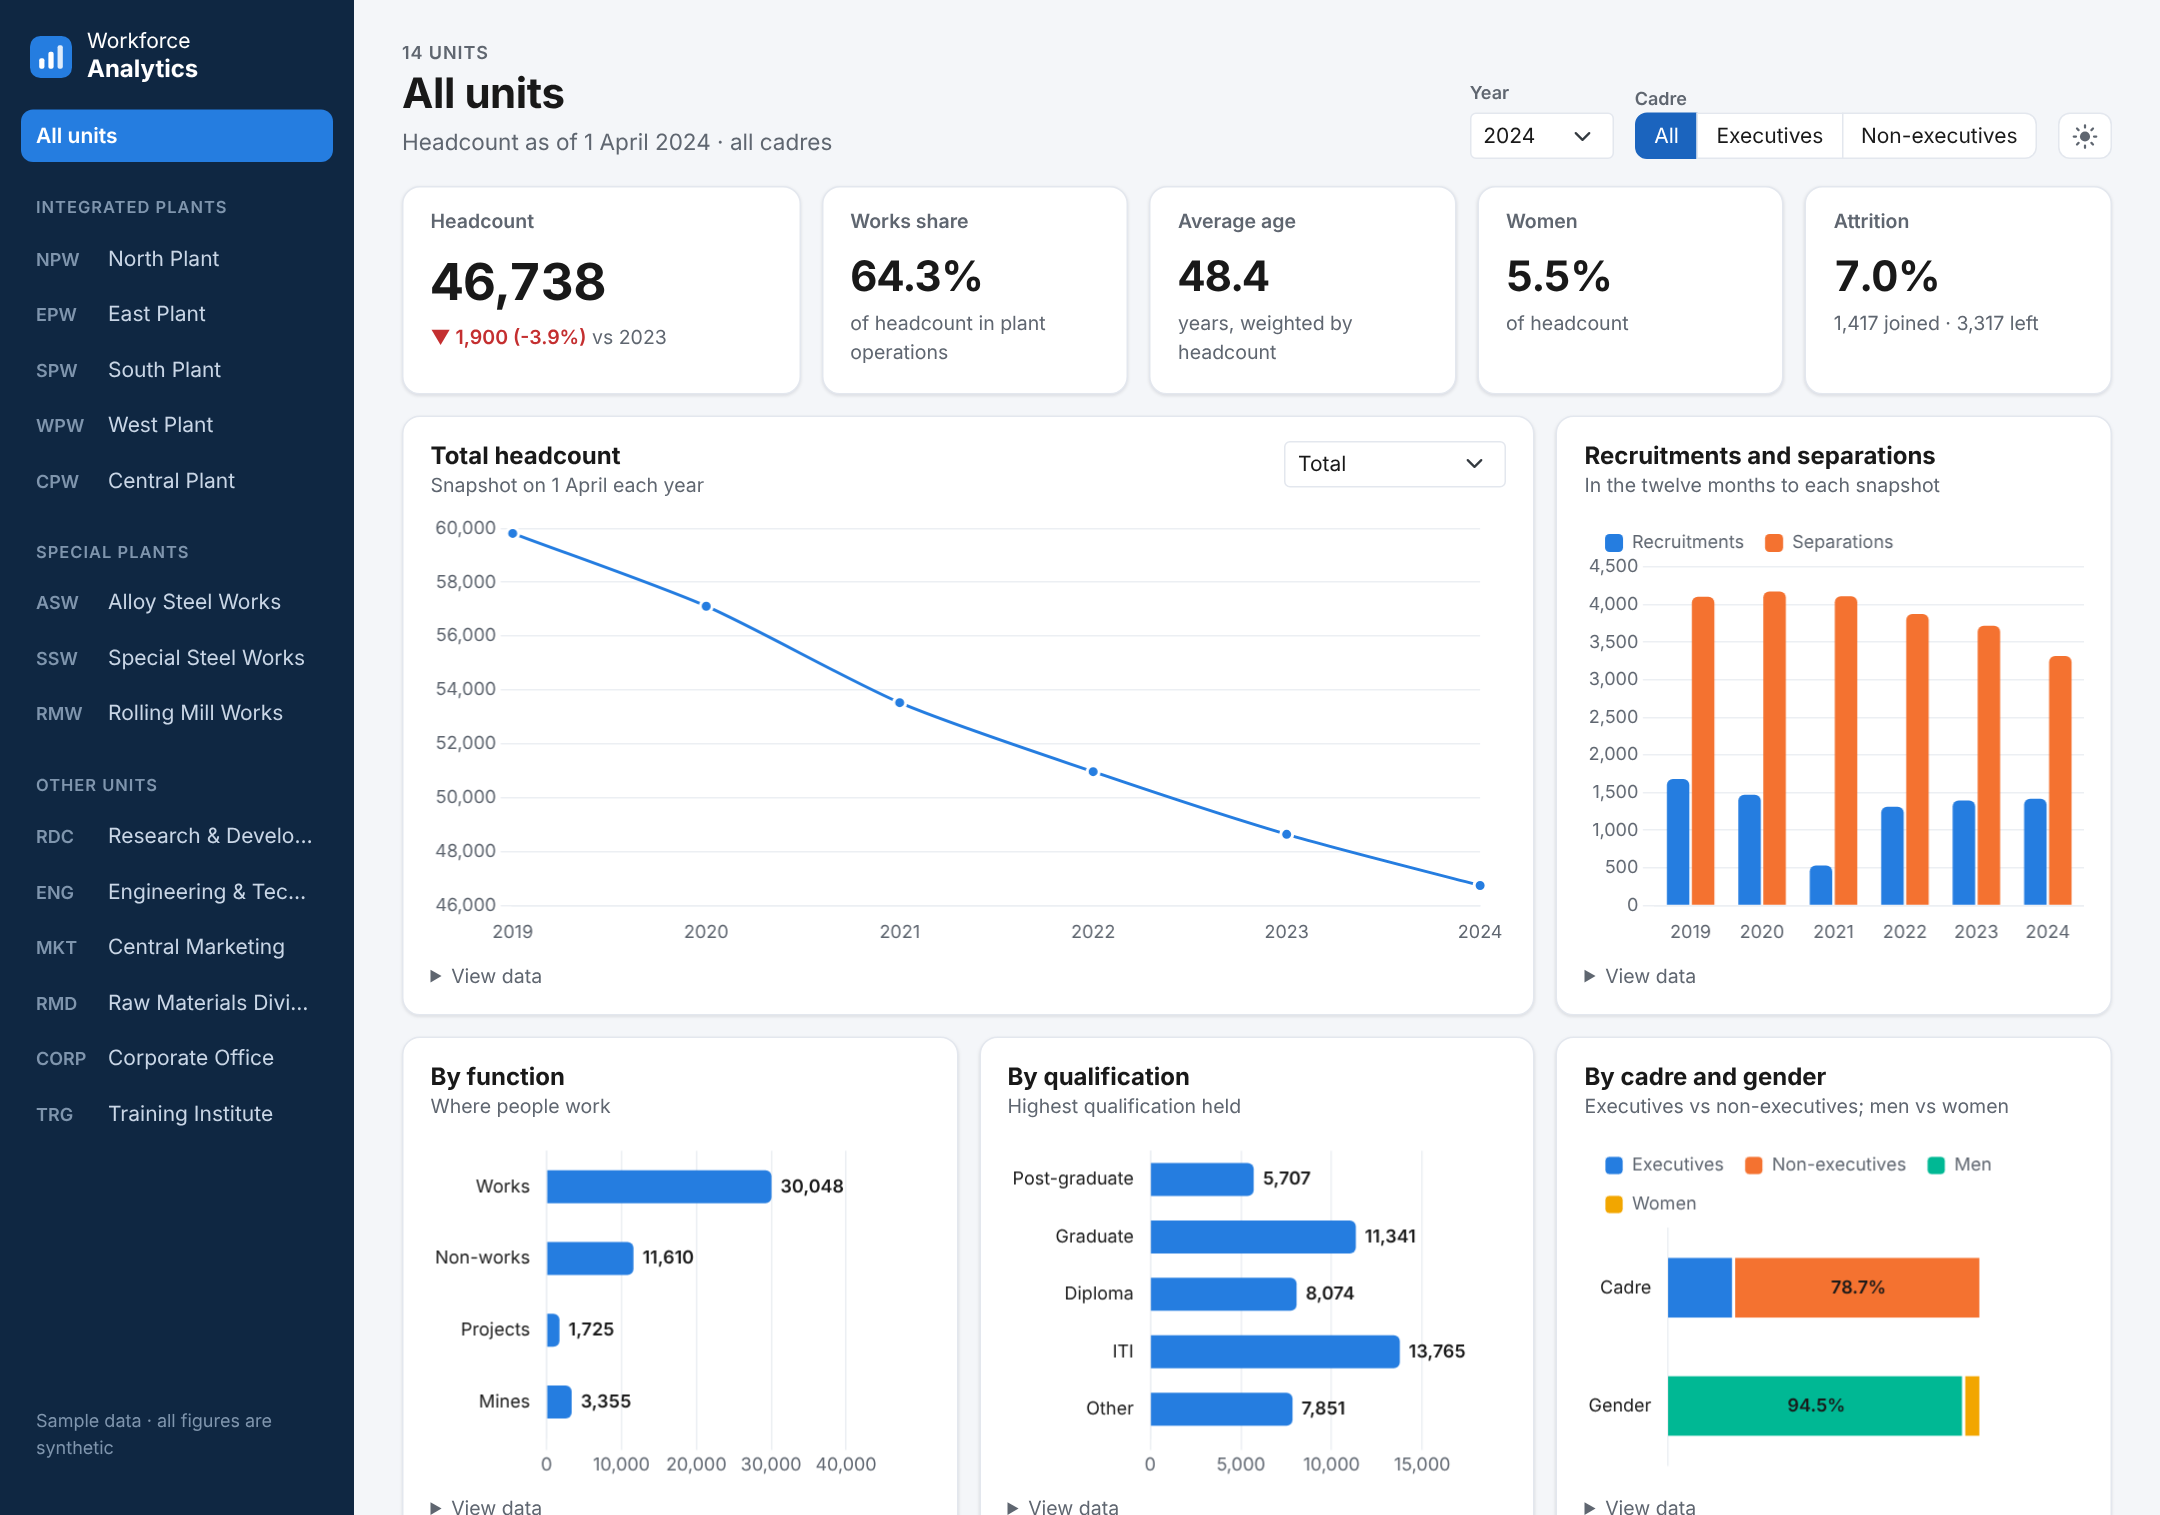 Workforce
Analytics
All units
INTEGRATED PLANTS
NPW North Plant
EPW East Plant
SPW South Plant
WPW West Plant
CPW Central Plant
SPECIAL PLANTS
ASW Alloy Steel Works
SSW Special Steel Works
RMW Rolling Mill Works
OTHER UNITS
RDC Research & Develo...
ENG Engineering & Tec...
MKT Central Marketing
RMD Raw Materials Divi...
CORP Corporate Office
TRG Training Institute
Sample data · all figures are
synthetic
14 UNITS
All units
Headcount as of 1 April 2024 · all cadres
Year
2024
Cadre
All Executives Non-executives
Headcount
46,738
▼ 1,900 (-3.9%) vs 2023
Works share
64.3%
of headcount in plant
operations
Average age
48.4
years, weighted by
headcount
Women
5.5%
of headcount
Attrition
7.0%
1,417 joined · 3,317 left
Total headcount
Snapshot on 1 April each year
Total
60,000
58,000
56,000
54,000
52,000
50,000
48,000
46,000
2019 2020 2021 2022 2023 2024
▶ View data
Recruitments and separations
In the twelve months to each snapshot
Recruitments Separations
4,500
4,000
3,500
3,000
2,500
2,000
1,500
1,000
500
0
2019 2020 2021 2022 2023 2024
▶ View data
By function
Where people work
Works 30,048
Non-works 11,610
Projects 1,725
Mines 3,355
0 10,000 20,000 30,000 40,000
▶ View data
By qualification
Highest qualification held
Post-graduate 5,707
Graduate 11,341
Diploma 8,074
ITI 13,765
Other 7,851
0 5,000 10,000 15,000
▶ View data
By cadre and gender
Executives vs non-executives; men vs women
Executives Non-executives Men
Women
Cadre 78.7%
Gender 94.5%
▶ View data